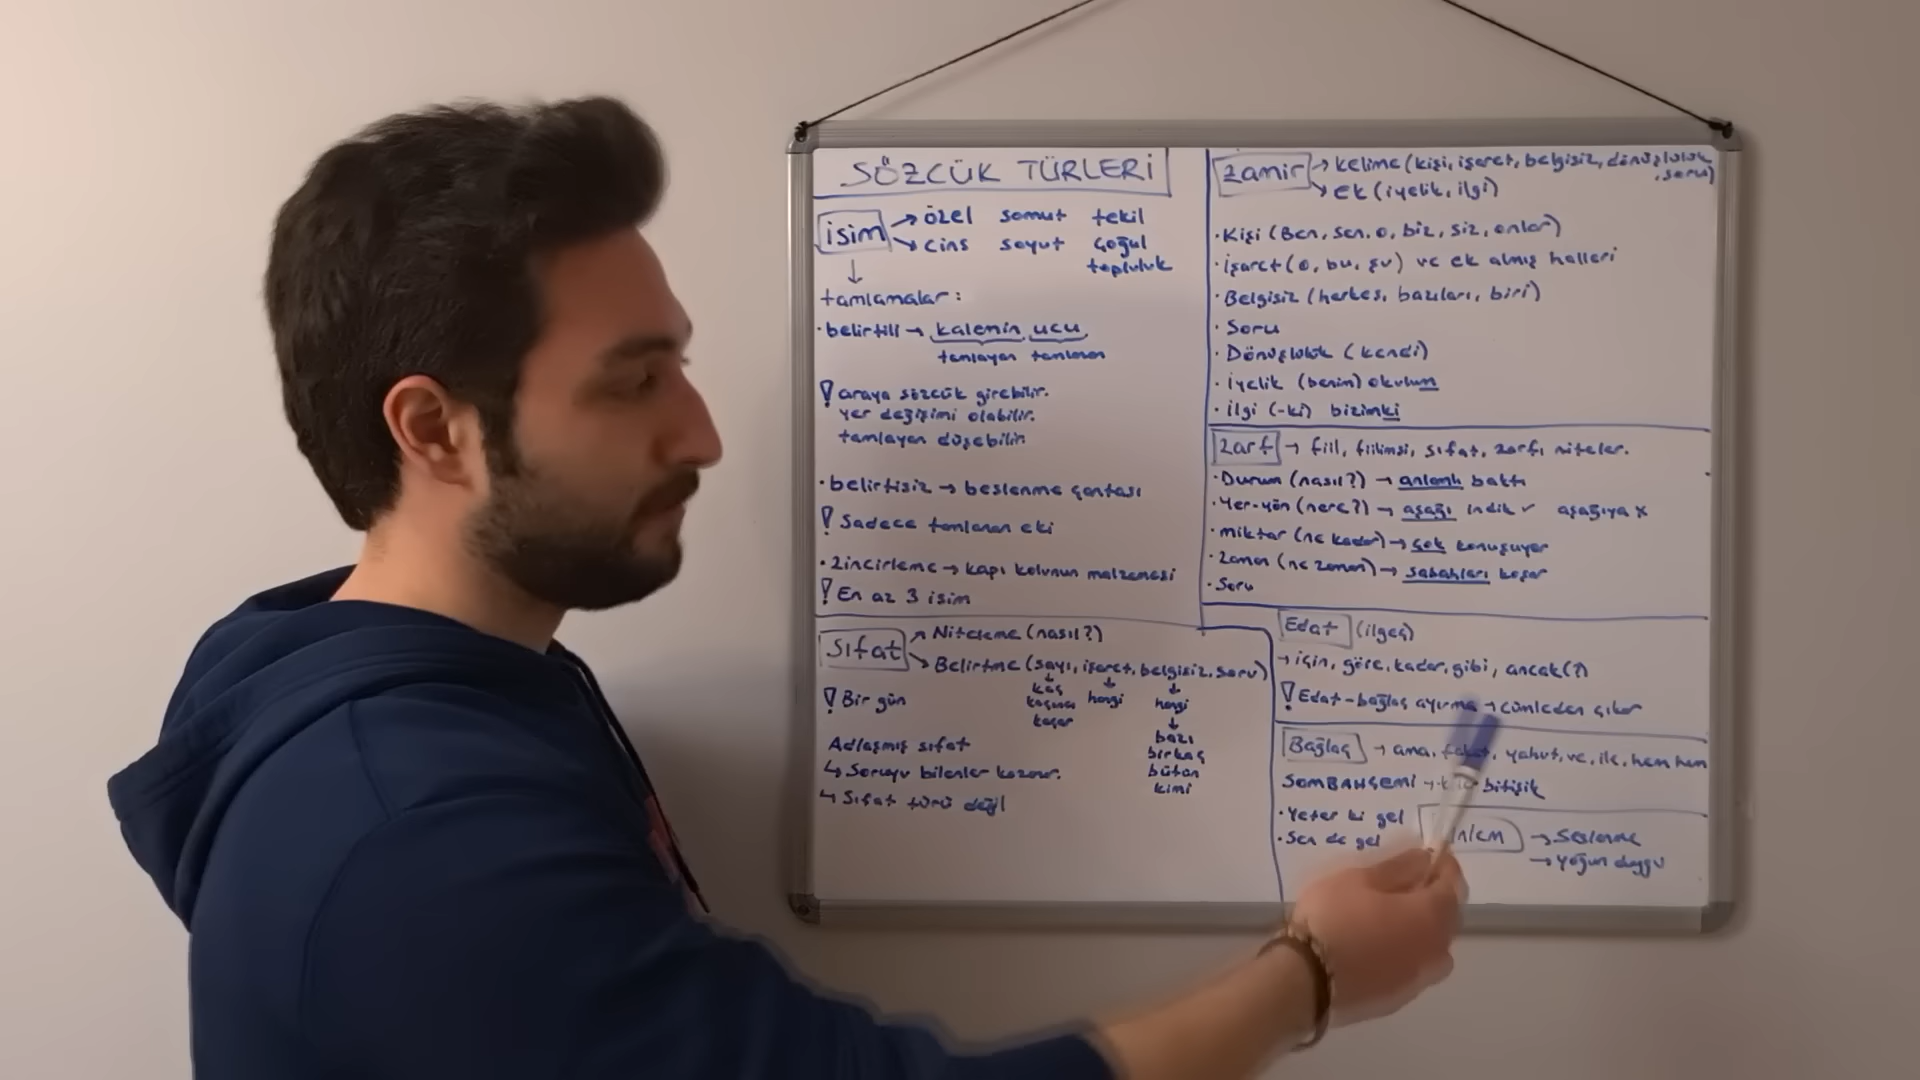 SÖZCÜK TÜRLERİ
isim → özel somut tekil
→ cins soyut çoğul
topluluk
↓
tamlamalar:
· belirtili → kalenin ucu
tamlayan tamlanan
! araya sözcük girebilir.
yer değişimi olabilir.
tamlayan düşebilir.
· belirtisiz → beslenme çantası
! Sadece tamlanan eki
· Zincirleme → kapı kolunun malzemesi
! En az 3 isim
Sıfat → Niteleme (nasıl?)
→ Belirtme (sayı, işaret, belgisiz, soru)
kaç hangi hangi
kaçıncı
kaçar
bazı
birkaç
bütün
kimi
! Bir gün
Adlaşmış sıfat
↳ Soruyu bilenler kazanır.
↳ Sıfat türü değil
Zamir → kelime (kişi, işaret, belgisiz, dönüşlülük, soru)
→ ek (iyelik, ilgi)
· Kişi (Ben, sen, o, biz, siz, onlar)
· işaret (o, bu, şu) ve ek almış halleri
· Belgisiz (herkes, bazıları, biri)
· Soru
· Dönüşlülük (kendi)
· İyelik (benim) okulum
· İlgi (-ki) bizimki
Zarf → fiil, fiilimsi, sıfat, zarfı niteler.
· Durum (nasıl?) → anlamlı baktı
· Yer-yön (nere?) → aşağı indik ✓ aşağıya x
· miktar (ne kadar) → çok konuşuyor
· Zaman (ne zaman) → sabahları koşar
· Soru
Edat (ilgeç)
→ için, göre, kadar, gibi, ancak(?)
! Edat-bağlaç ayırma → cümleden çıkar
Bağlaç → ama, fakat, yahut, ve, ile, hem hem
SOMBAHÇEMİ → bitişik
· Yeter ki gel
· Sen de gel
→ Seslenme
→ yoğun duygu